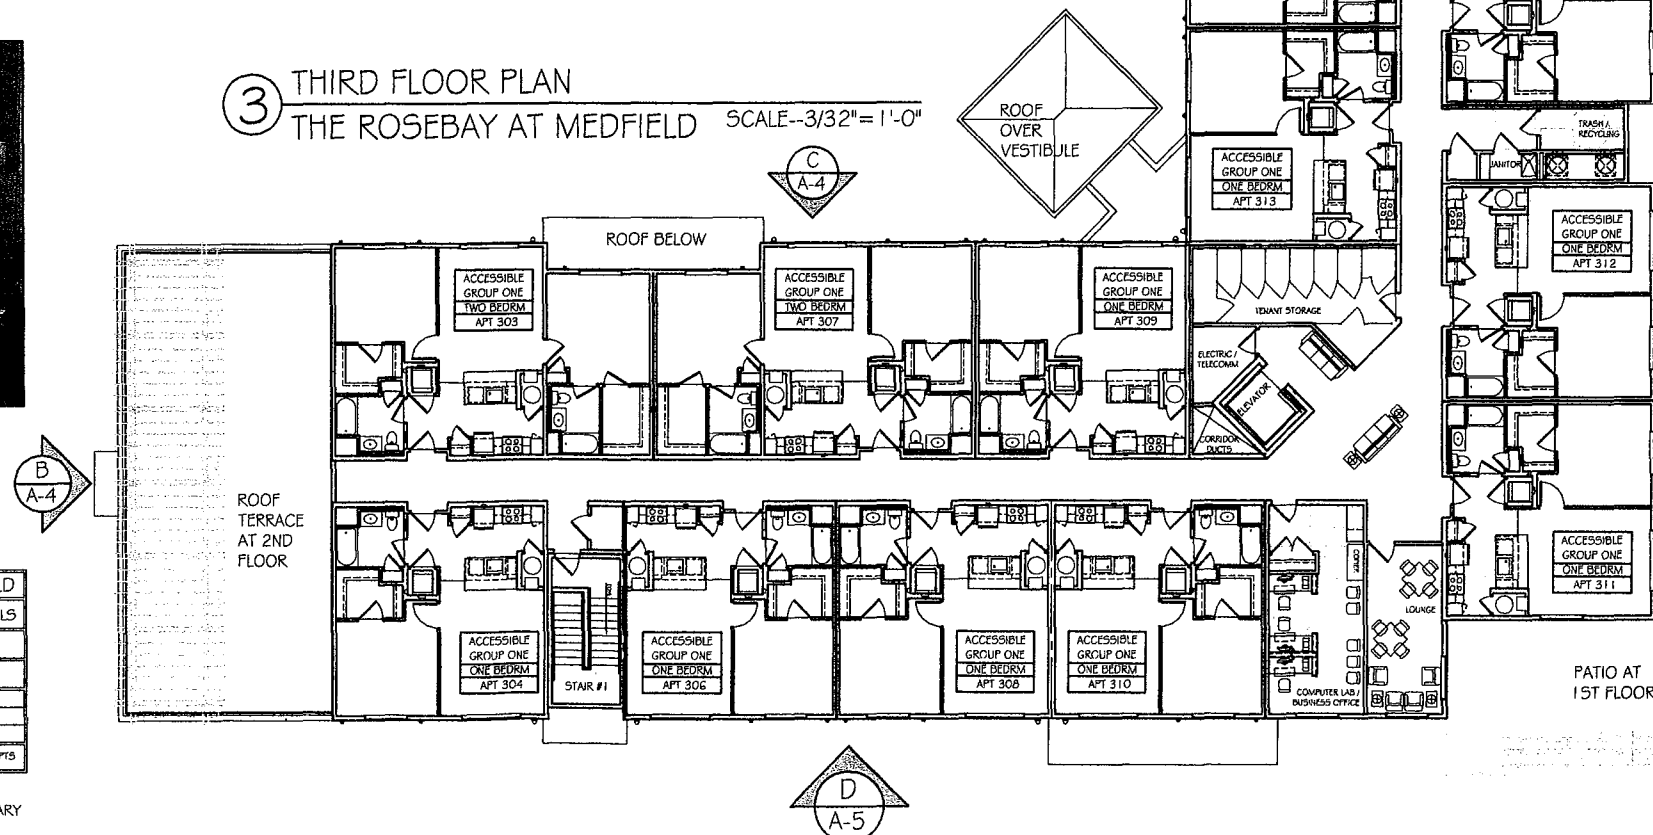 3
THIRD FLOOR PLAN
THE ROSEBAY AT MEDFIELD
SCALE--3/32"= 1'-0"
C
A-4
ROOF
OVER
VESTIBULE
TRASH /
RECYCLING
JANITOR
ACCESSIBLE
GROUP ONE
ONE BEDRM
APT 313
ACCESSIBLE
GROUP ONE
ONE BEDRM
APT 312
ROOF BELOW
ACCESSIBLE
GROUP ONE
TWO BEDRM
APT 303
ACCESSIBLE
GROUP ONE
TWO BEDRM
APT 307
ACCESSIBLE
GROUP ONE
ONE BEDRM
APT 309
TENANT STORAGE
ELECTRIC /
TELECOMM
ELEVATOR
CORRIDOR
DUCTS
B
A-4
ROOF
TERRACE
AT 2ND
FLOOR
ACCESSIBLE
GROUP ONE
ONE BEDRM
APT 304
STAIR #1
ACCESSIBLE
GROUP ONE
ONE BEDRM
APT 306
ACCESSIBLE
GROUP ONE
ONE BEDRM
APT 308
ACCESSIBLE
GROUP ONE
ONE BEDRM
APT 310
COMPUTER LAB /
BUSINESS OFFICE
LOUNGE
ACCESSIBLE
GROUP ONE
ONE BEDRM
APT 311
PATIO AT
1ST FLOOR
D
A-5
LD
LS
PTS
ARY